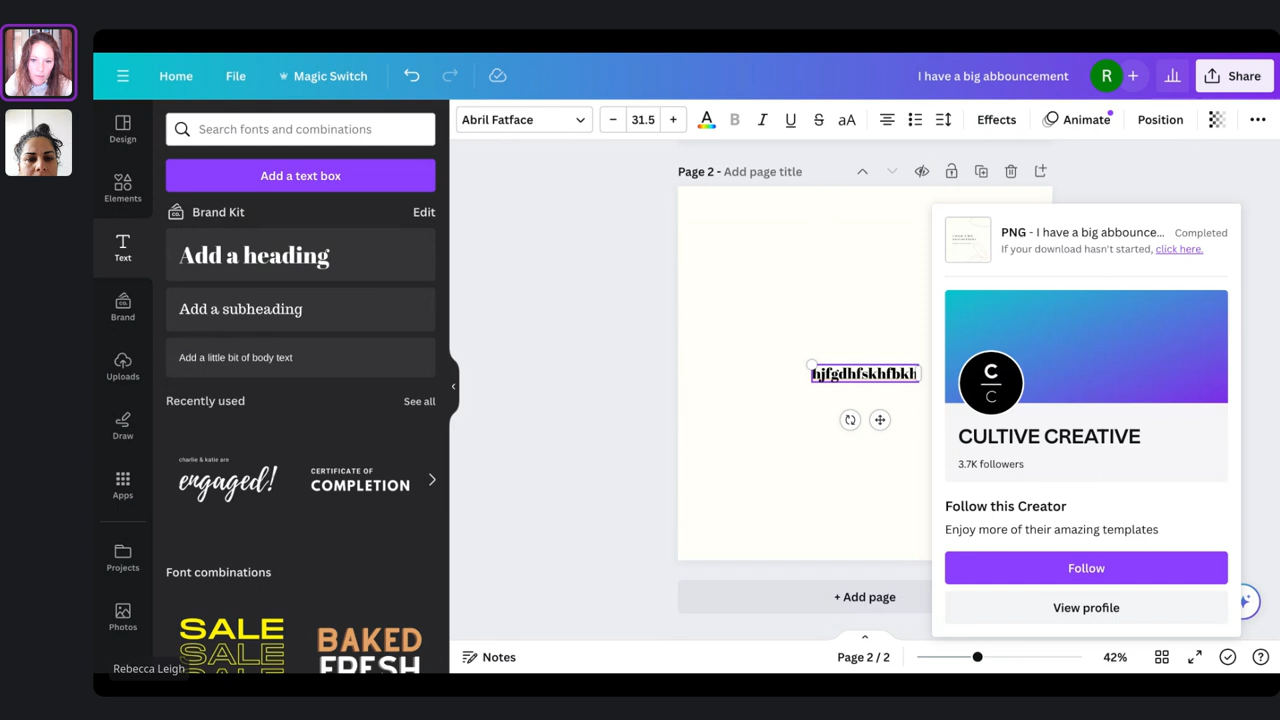 Home
File
Magic Switch
I have a big abbouncement
R
+
Share
Design
Elements
Text
Brand
Uploads
Draw
Apps
Projects
Photos
Search fonts and combinations
Add a text box
CO.
Brand Kit
Edit
Add a heading
Add a subheading
Add a little bit of body text
Recently used
See all
charlie & katie are
engaged!
CERTIFICATE OF
COMPLETION
Font combinations
SALE
SALE
SALE
BAKED
FRESH
Rebecca Leigh
Abril Fatface
– 31.5 +
A
B
I
U
S
aA
Effects
Animate
Position
Page 2 - Add page title
hjfgdhfskhfbkh
+ Add page
PNG - I have a big abbounce...
Completed
If your download hasn't started, click here.
C
C
CULTIVE CREATIVE
3.7K followers
Follow this Creator
Enjoy more of their amazing templates
Follow
View profile
Notes
Page 2 / 2
42%
?